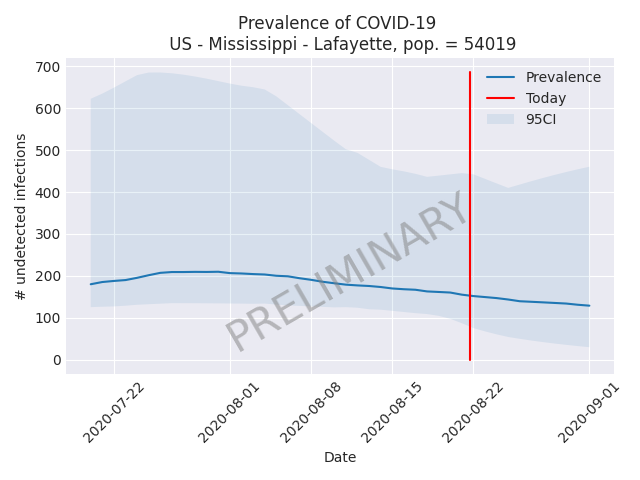 Prevalence of COVID-19
US - Mississippi - Lafayette, pop. = 54019
700
600
500
400
300
200
100
0
# undetected infections
Prevalence
Today
95CI
PRELIMINARY
2020-07-22
2020-08-01
2020-08-08
2020-08-15
2020-08-22
2020-09-01
Date